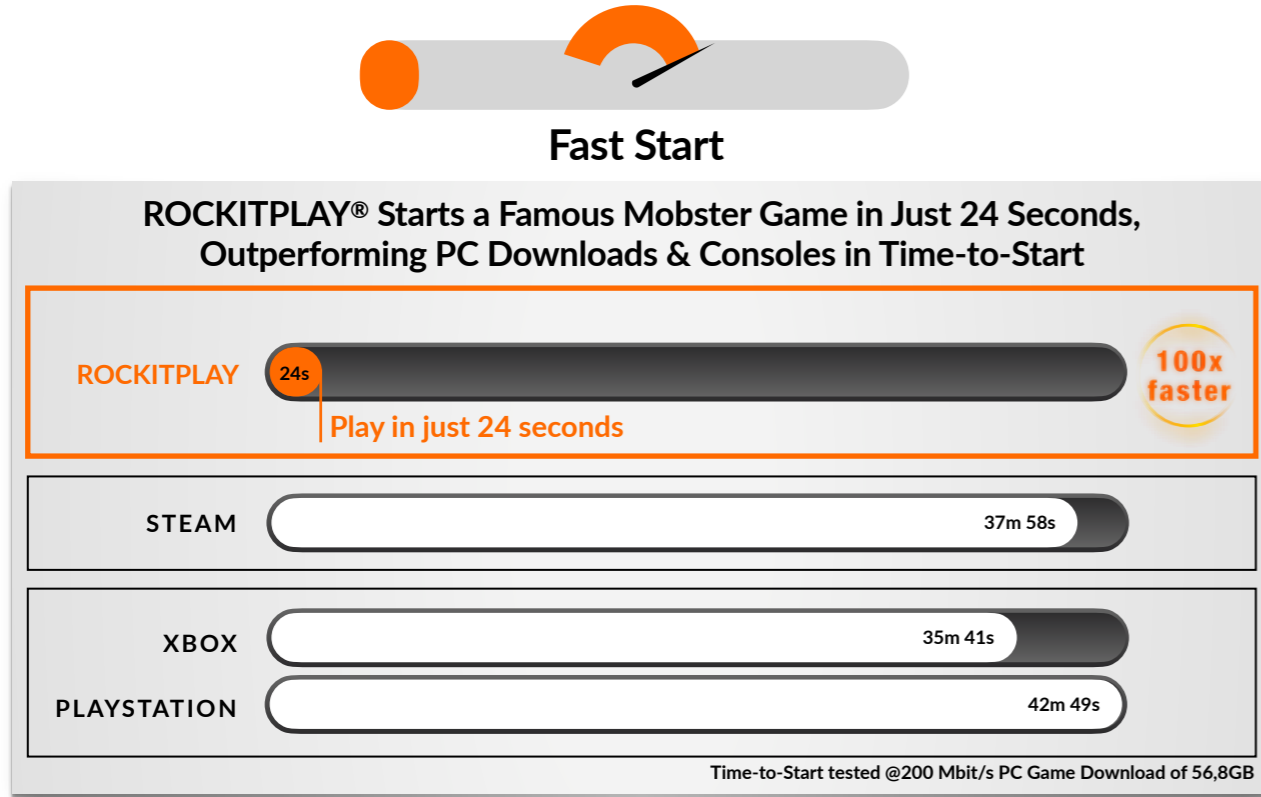 Fast Start
ROCKITPLAY® Starts a Famous Mobster Game in Just 24 Seconds,
Outperforming PC Downloads & Consoles in Time-to-Start
ROCKITPLAY
24s
100x
faster
Play in just 24 seconds
STEAM
37m 58s
XBOX
35m 41s
PLAYSTATION
42m 49s
Time-to-Start tested @200 Mbit/s PC Game Download of 56,8GB